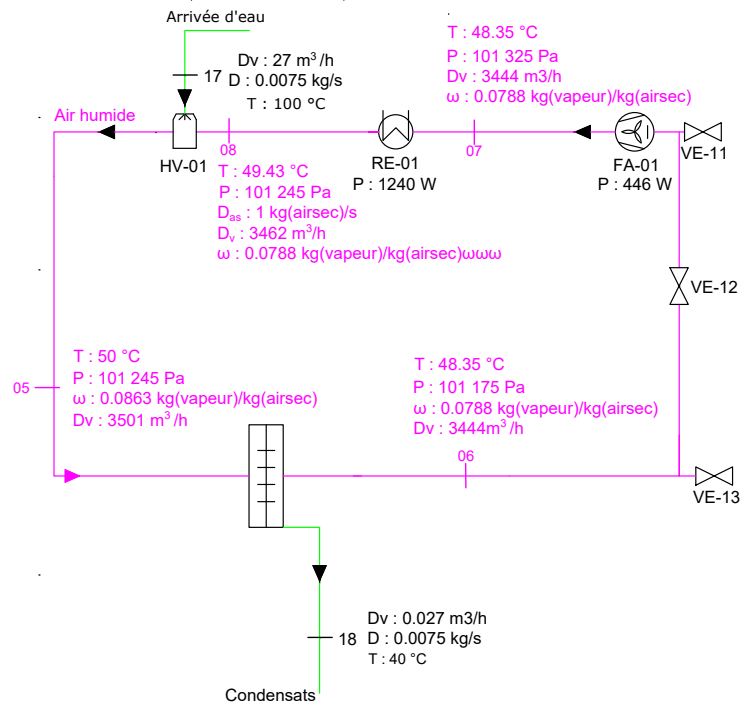 Arrivée d'eau
Dv : 27 m³/h
D : 0.0075 kg/s
T : 100 °C
17
T : 48.35 °C
P : 101 325 Pa
Dv : 3444 m3/h
ω : 0.0788 kg(vapeur)/kg(airsec)
Air humide
HV-01
08
RE-01
P : 1240 W
07
FA-01
P : 446 W
VE-11
T : 49.43 °C
P : 101 245 Pa
Das : 1 kg(airsec)/s
Dv : 3462 m³/h
ω : 0.0788 kg(vapeur)/kg(airsec)ωωω
VE-12
05
T : 50 °C
P : 101 245 Pa
ω : 0.0863 kg(vapeur)/kg(airsec)
Dv : 3501 m³/h
T : 48.35 °C
P : 101 175 Pa
ω : 0.0788 kg(vapeur)/kg(airsec)
Dv : 3444m³/h
06
VE-13
Dv : 0.027 m3/h
D : 0.0075 kg/s
T : 40 °C
18
Condensats